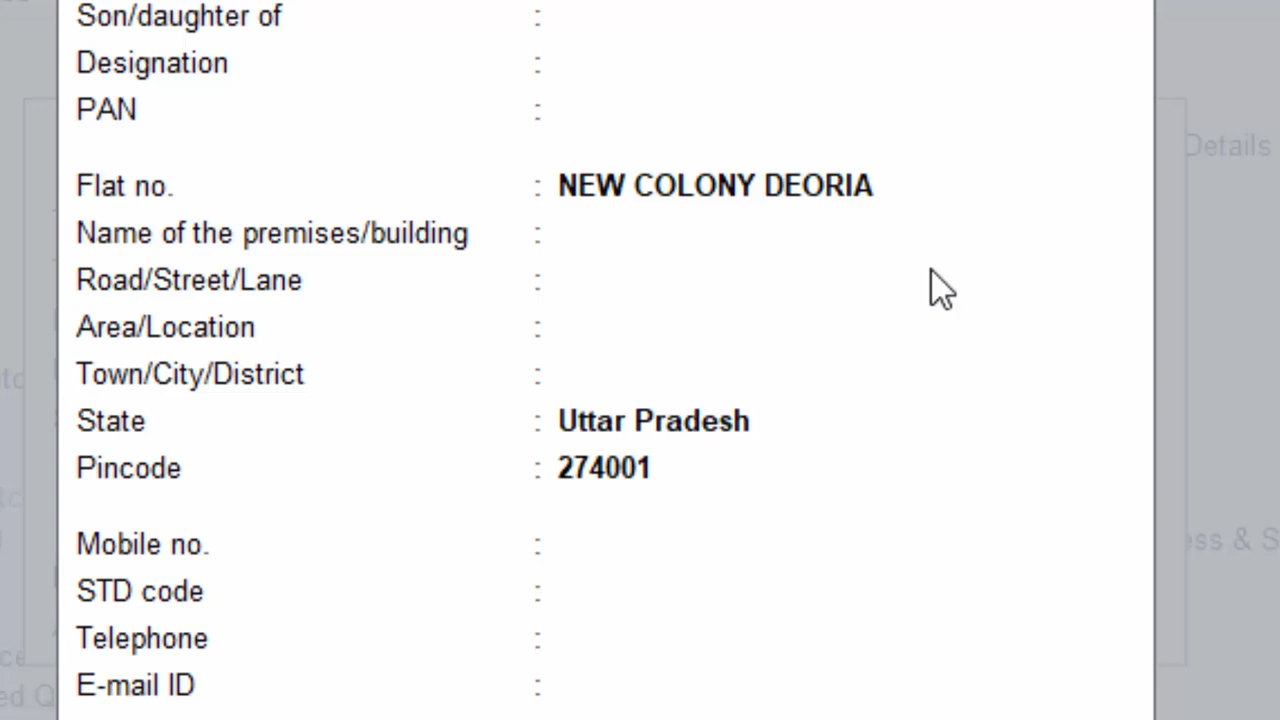 Son/daughter of :
Designation :
PAN :
Flat no. : NEW COLONY DEORIA
Name of the premises/building :
Road/Street/Lane :
Area/Location :
Town/City/District :
State : Uttar Pradesh
Pincode : 274001
Mobile no. :
STD code :
Telephone :
E-mail ID :
Details